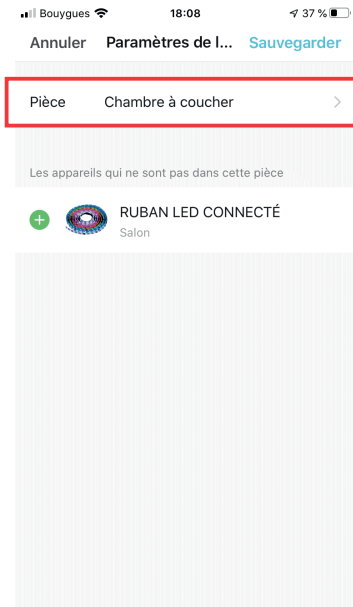 Bouygues 18:08 37 %
Annuler Paramètres de l... Sauvegarder
Pièce Chambre à coucher
Les appareils qui ne sont pas dans cette pièce
RUBAN LED CONNECTÉ
Salon